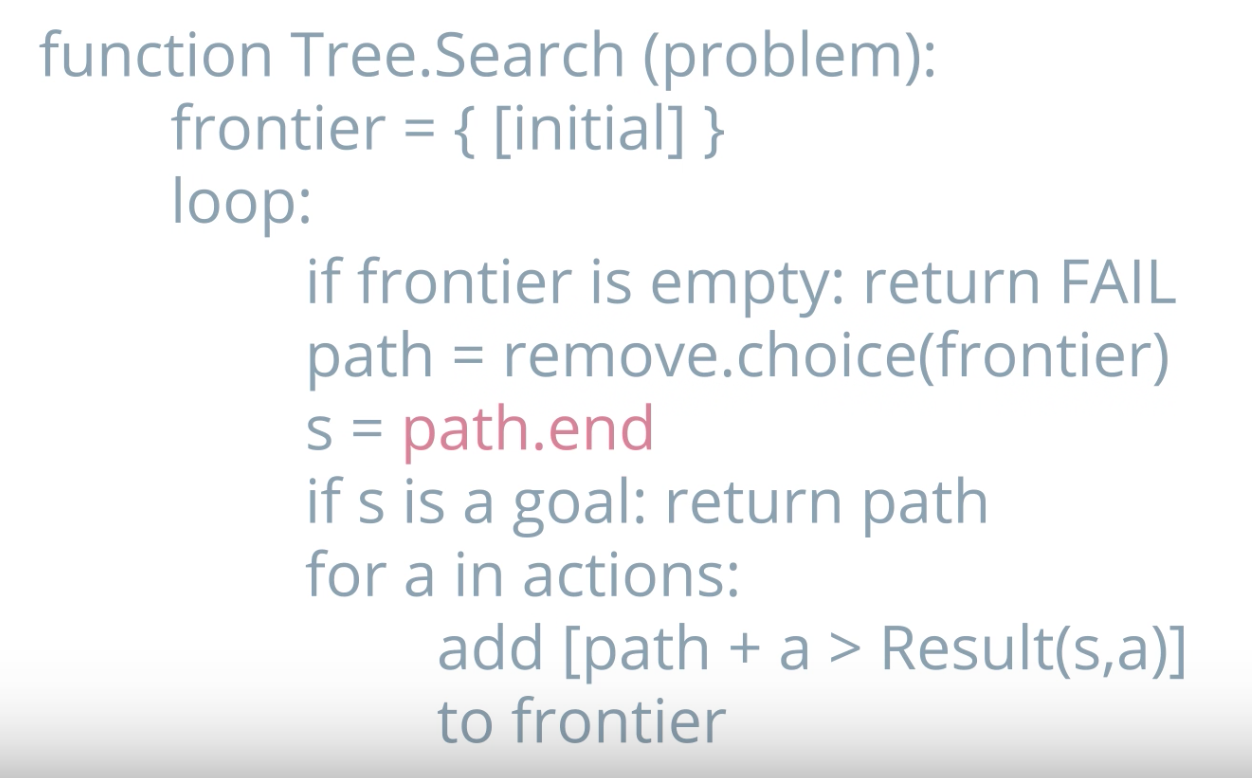 function Tree.Search (problem):
frontier = { [initial] }
loop:
if frontier is empty: return FAIL
path = remove.choice(frontier)
s = path.end
if s is a goal: return path
for a in actions:
add [path + a > Result(s,a)]
to frontier